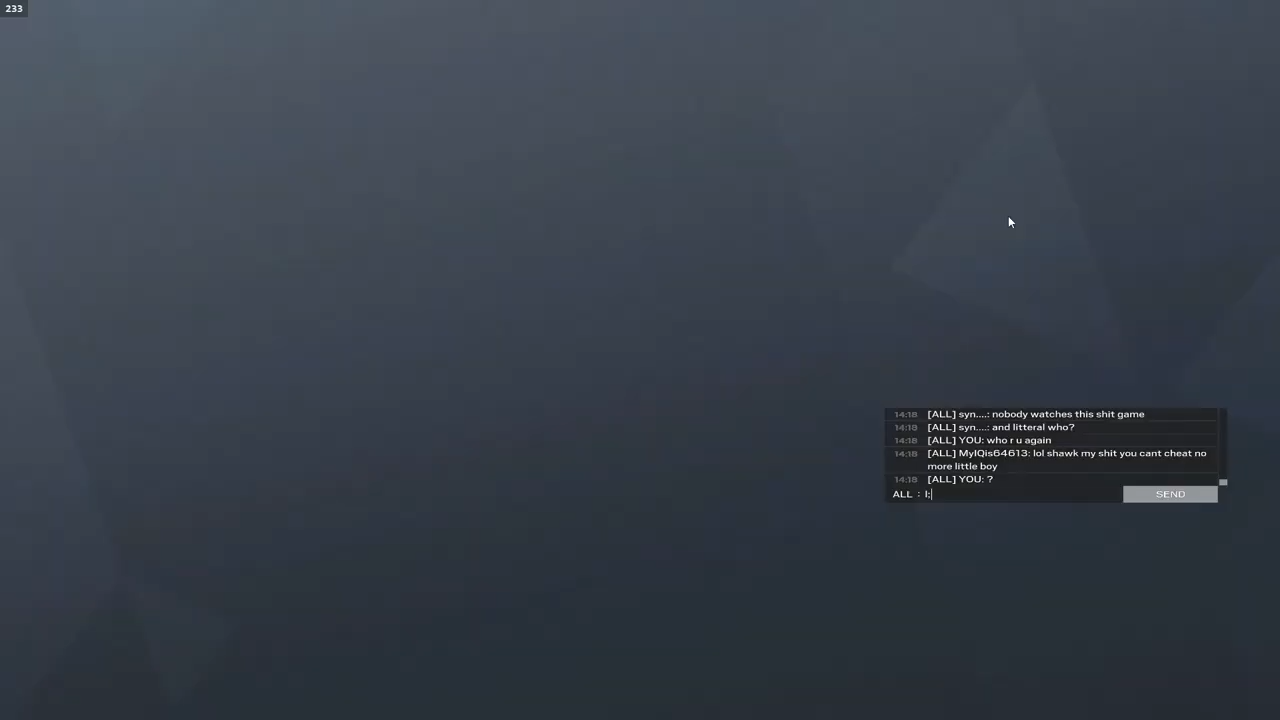 233
14:18 [ALL] syn....: nobody watches this shit game
14:18 [ALL] syn....: and litteral who?
14:18 [ALL] YOU: who r u again
14:18 [ALL] MyIQis64613: lol shawk my shit you cant cheat no
more little boy
14:18 [ALL] YOU: ?
ALL : l; SEND